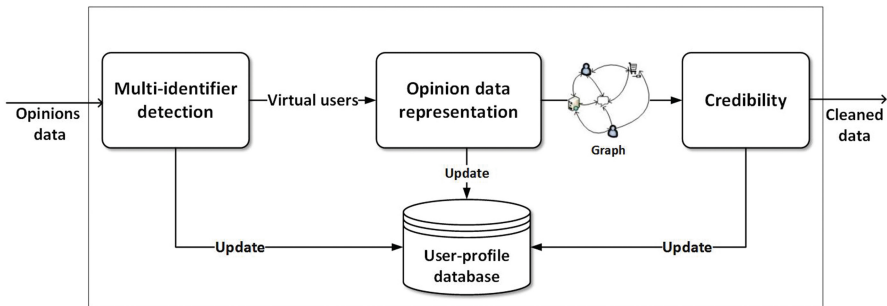 Multi-identifier
detection
Opinions
data
Virtual users
Opinion data
representation
Graph
Credibility
Cleaned
data
Update
Update
Update
User-profile
database